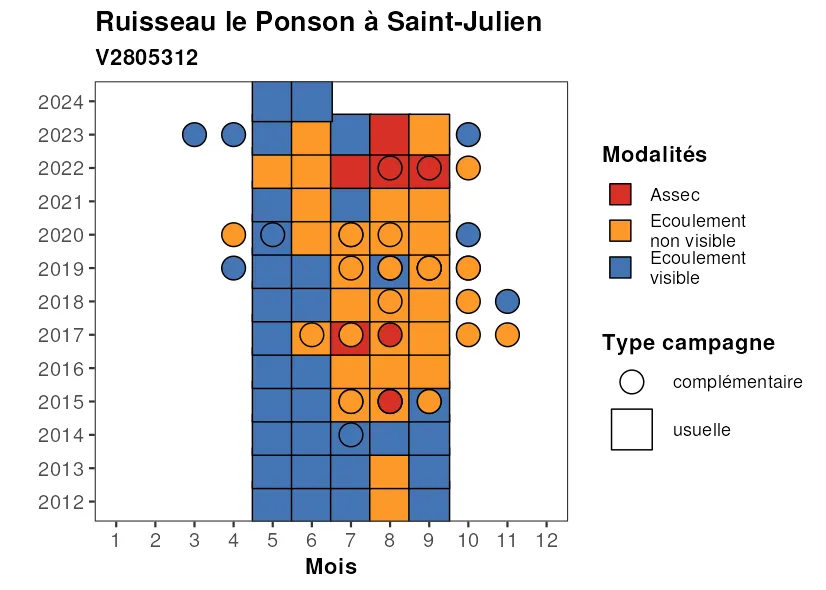 Ruisseau le Ponson à Saint-Julien
V2805312
2024
2023
2022
2021
2020
2019
2018
2017
2016
2015
2014
2013
2012
1 2 3 4 5 6 7 8 9 10 11 12
Mois
Modalités
Assec
Ecoulement
non visible
Ecoulement
visible
Type campagne
complémentaire
usuelle